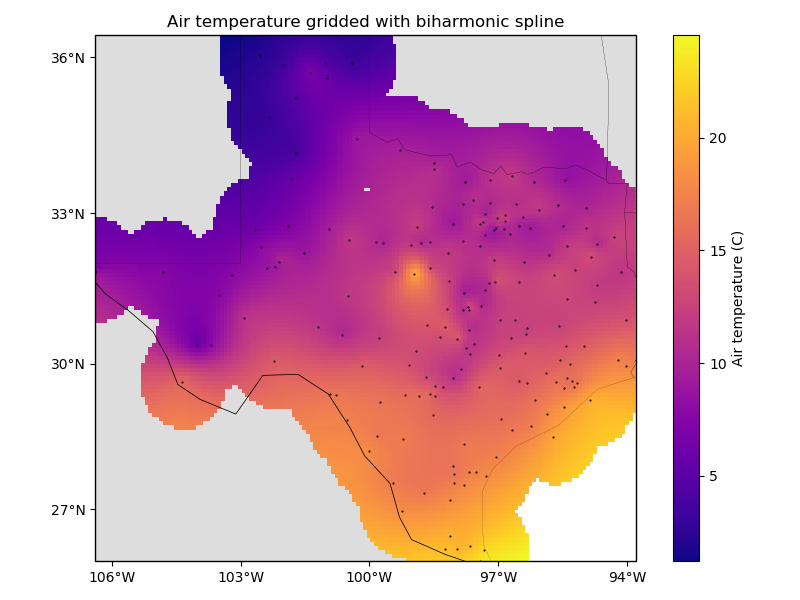 Air temperature gridded with biharmonic spline
36°N
33°N
30°N
27°N
106°W
103°W
100°W
97°W
94°W
20
15
10
5
Air temperature (C)